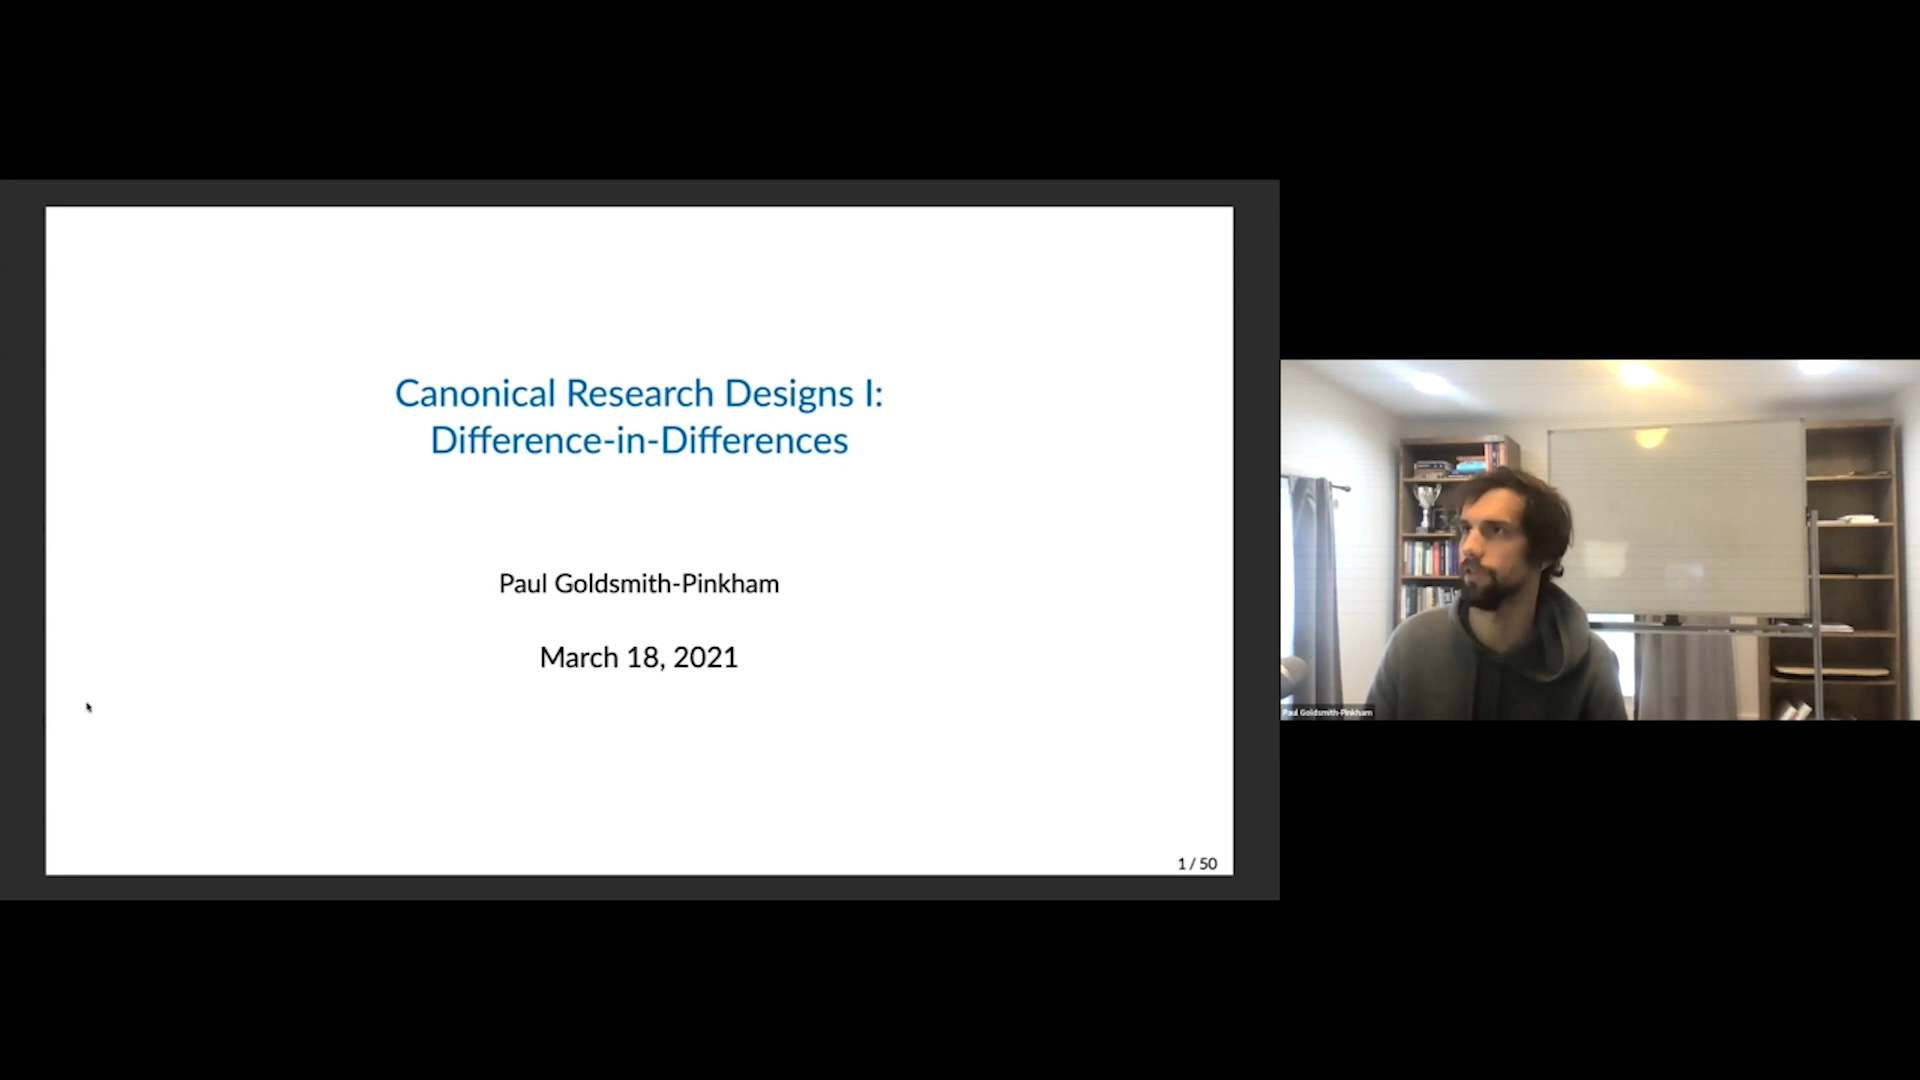 Canonical Research Designs I:
Difference-in-Differences
Paul Goldsmith-Pinkham
March 18, 2021
1 / 50
Paul Goldsmith-Pinkham